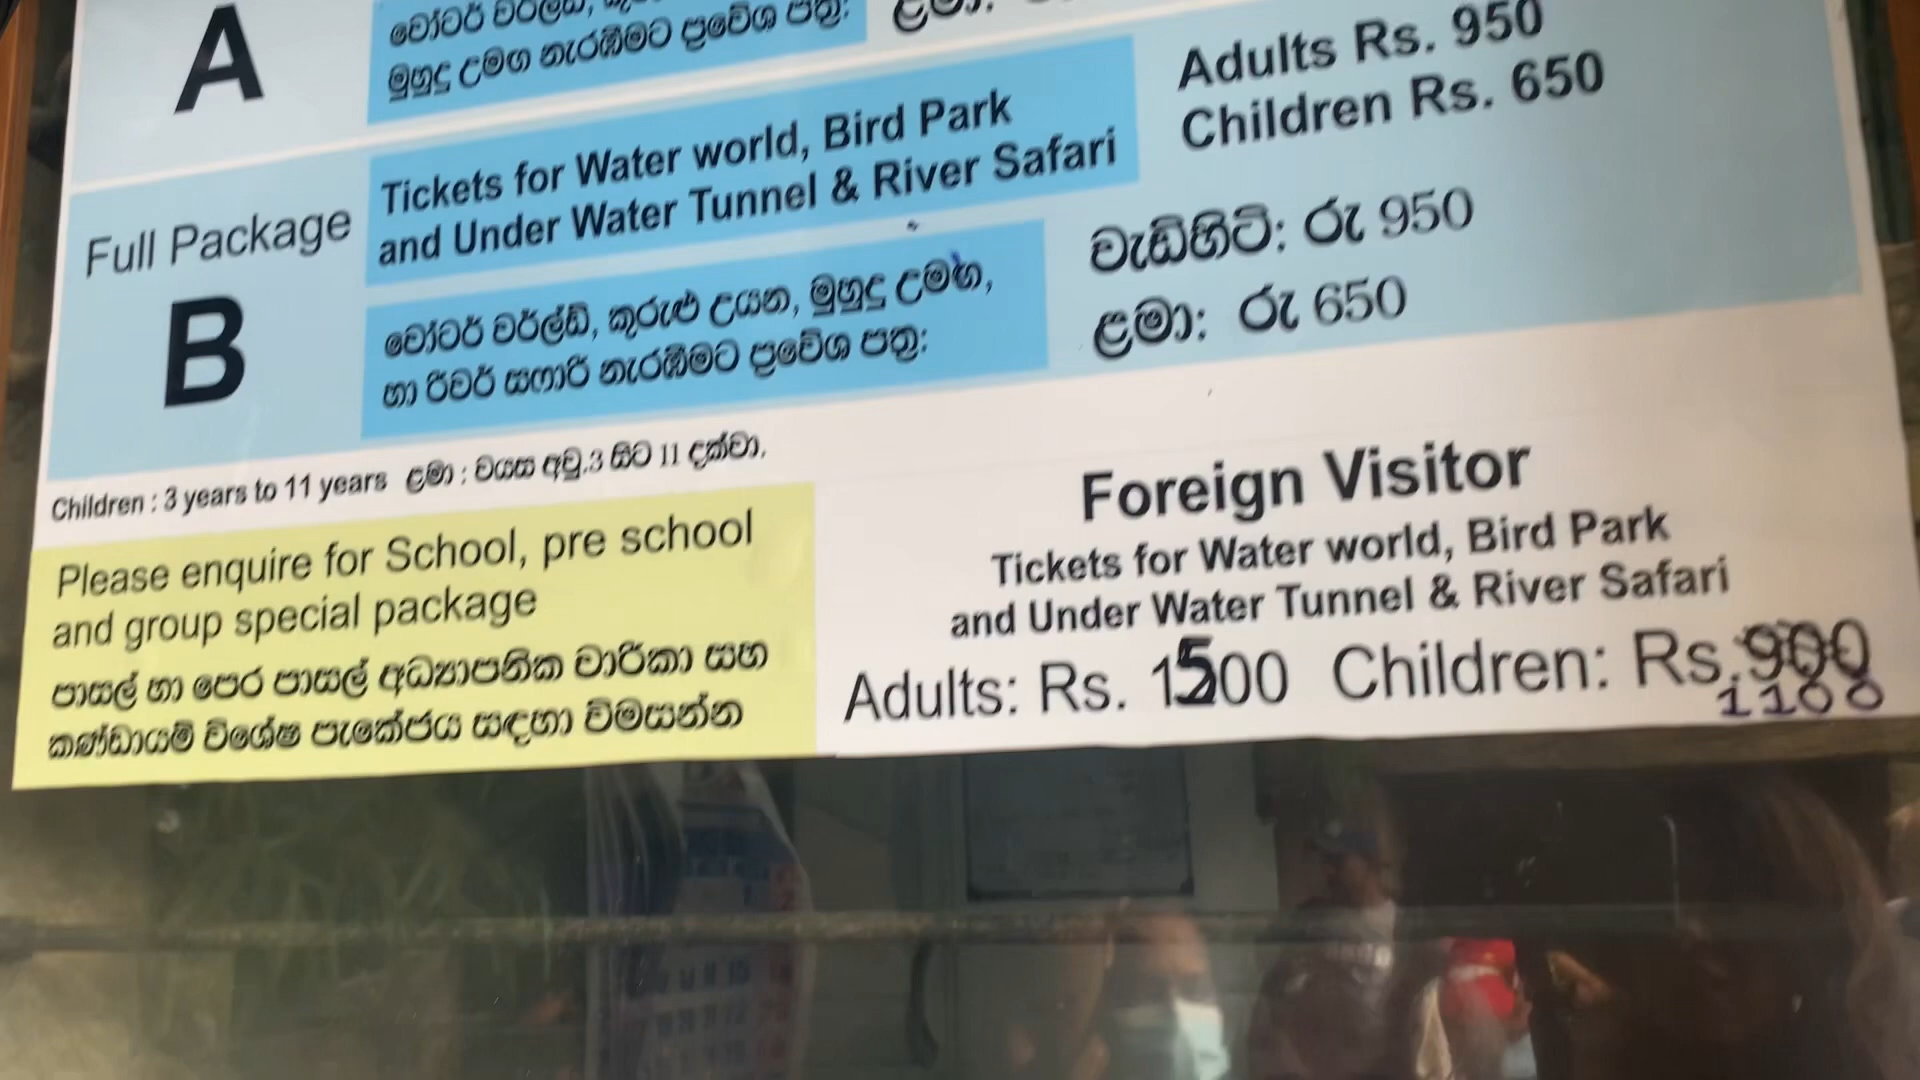 A
වෝටර් වර්ල්ඩ්,
මුහුදු උමග නැරඹීමට ප්‍රවේශ පත්‍ර:
ළමා:
Full Package
B
Tickets for Water world, Bird Park
and Under Water Tunnel & River Safari
Adults Rs. 950
Children Rs. 650
වෝටර් වර්ල්ඩ්, කුරුළු උයන, මුහුදු උමඟ,
හා රිවර් සෆාරි නැරඹීමට ප්‍රවේශ පත්‍ර:
වැඩිහිටි: රු 950
ළමා: රු 650
Children : 3 years to 11 years ළමා : වයස අවු.3 සිට 11 දක්වා.
Please enquire for School, pre school
and group special package
පාසල් හා පෙර පාසල් අධ්‍යාපනික චාරිකා සහ
කණ්ඩායම් විශේෂ පැකේජය සඳහා විමසන්න
Foreign Visitor
Tickets for Water world, Bird Park
and Under Water Tunnel & River Safari
Adults: Rs. 1500 Children: Rs.900
1100